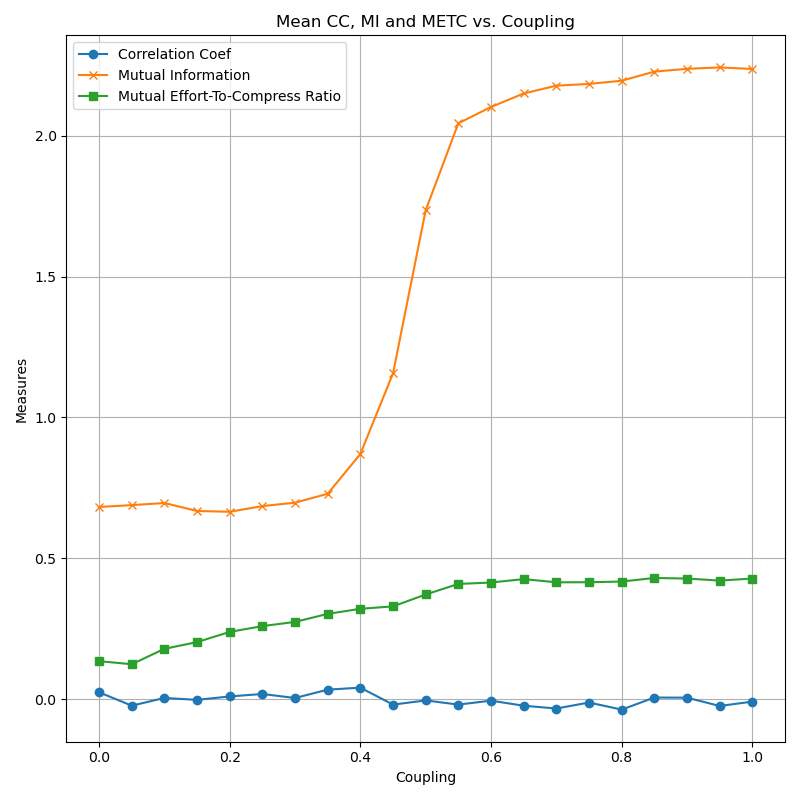 Mean CC, MI and METC vs. Coupling
Correlation Coef
Mutual Information
Mutual Effort-To-Compress Ratio
Measures
2.0
1.5
1.0
0.5
0.0
0.0 0.2 0.4 0.6 0.8 1.0
Coupling